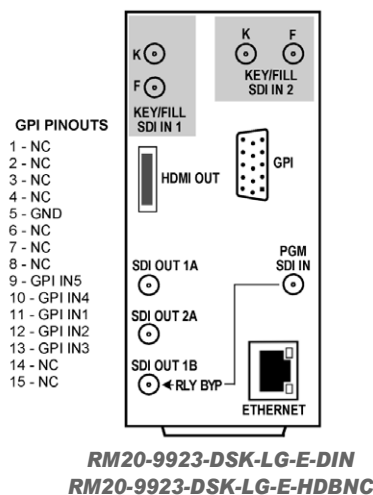 K
F
KEY/FILL
SDI IN 1
K F
KEY/FILL
SDI IN 2
GPI PINOUTS
1 - NC
2 - NC
3 - NC
4 - NC
5 - GND
6 - NC
7 - NC
8 - NC
9 - GPI IN5
10 - GPI IN4
11 - GPI IN1
12 - GPI IN2
13 - GPI IN3
14 - NC
15 - NC
HDMI OUT
GPI
SDI OUT 1A
PGM
SDI IN
SDI OUT 2A
SDI OUT 1B
RLY BYP
ETHERNET
RM20-9923-DSK-LG-E-DIN
RM20-9923-DSK-LG-E-HDBNC